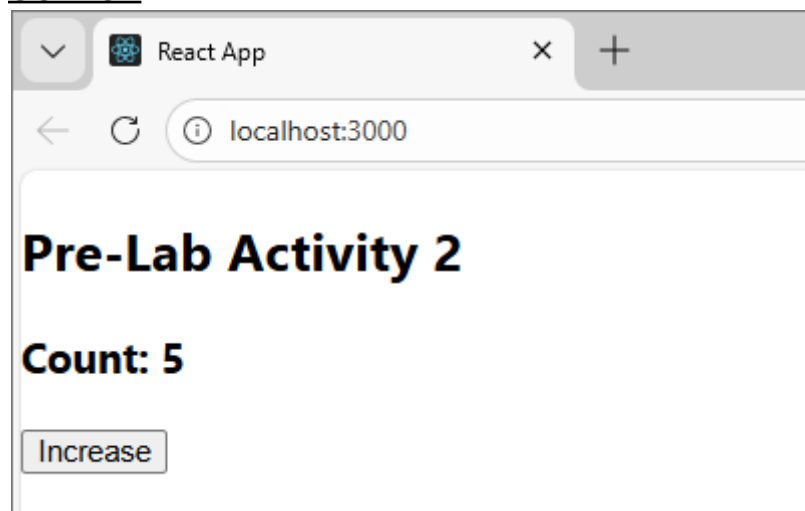 React App
localhost:3000
Pre-Lab Activity 2
Count: 5
Increase